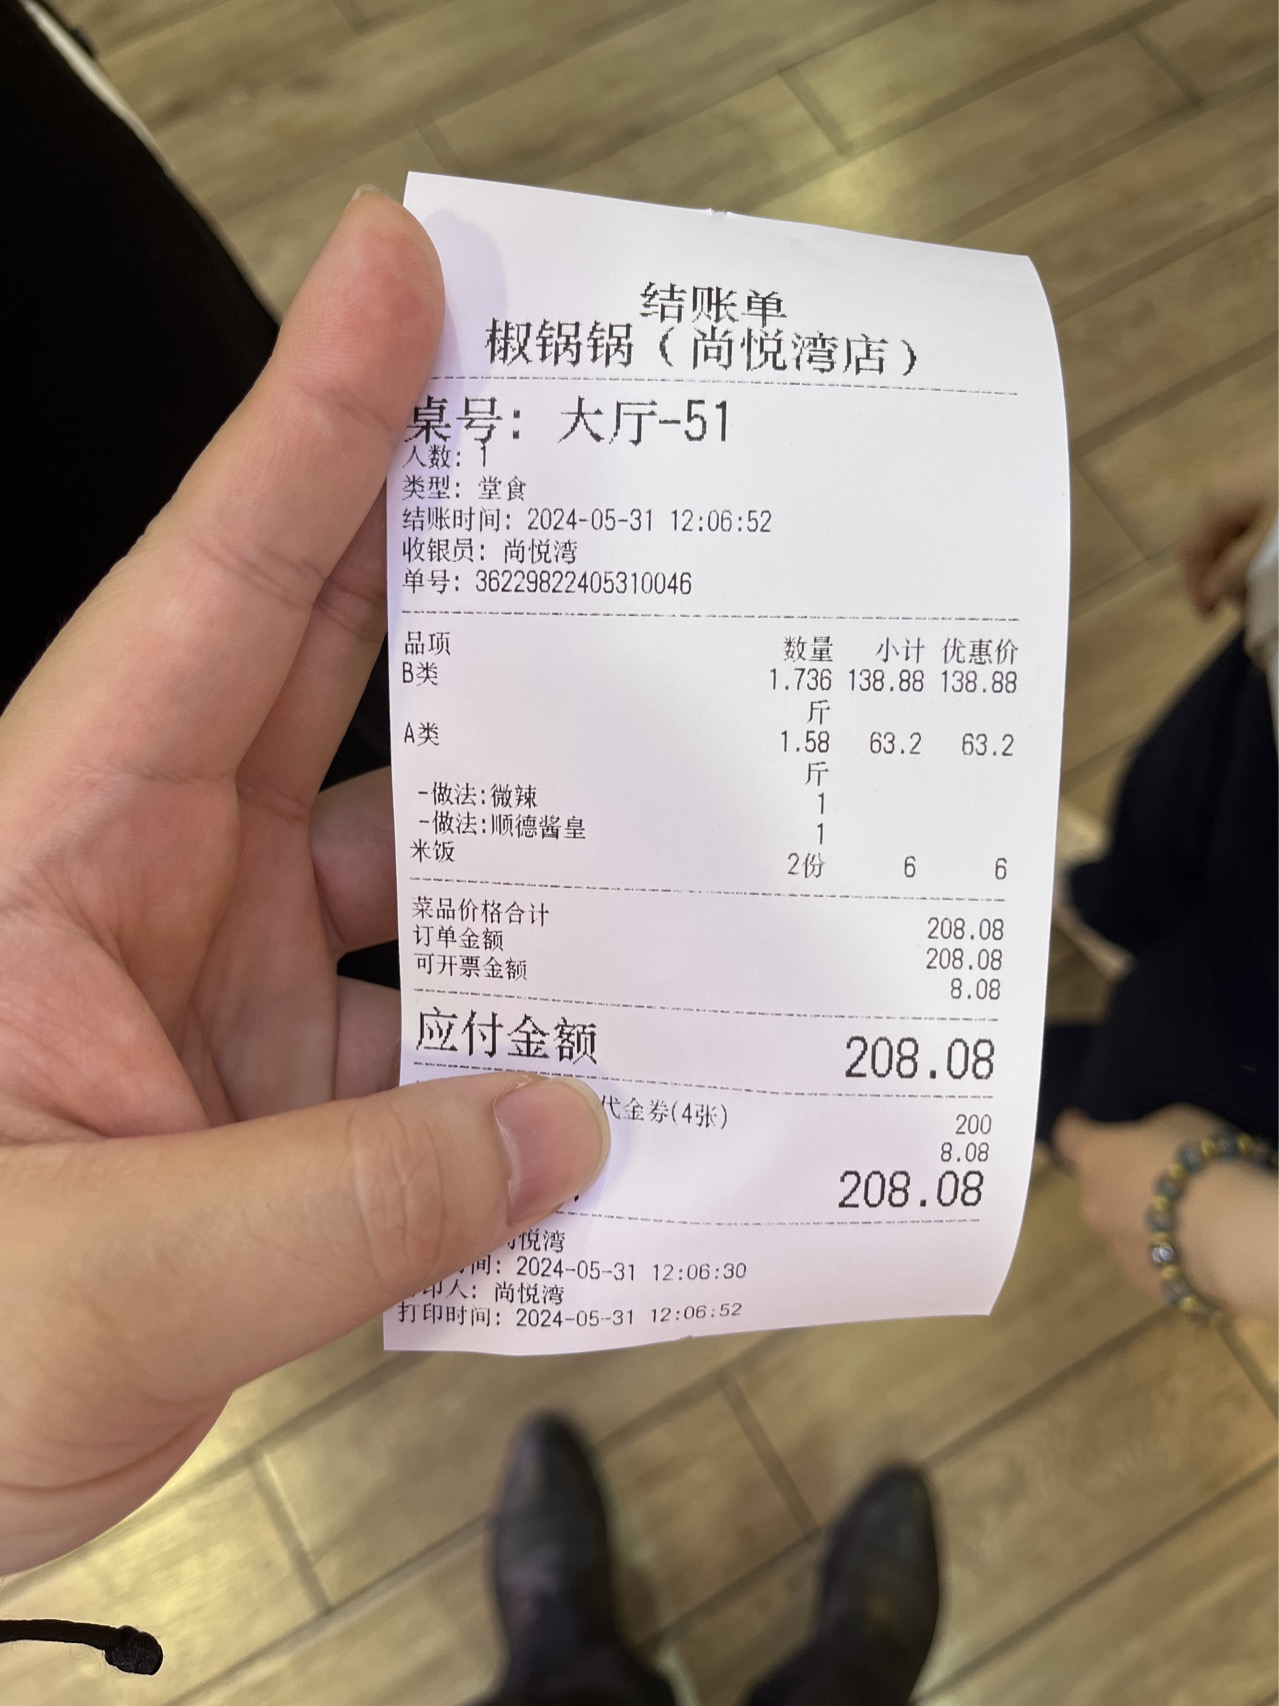 结账单
椒锅锅（尚悦湾店）
桌号： 大厅-51
人数: 1
类型: 堂食
结账时间: 2024-05-31 12:06:52
收银员: 尚悦湾
单号: 36229822405310046
品项 数量 小计 优惠价
B类 1.736 138.88 138.88
斤
A类 1.58 63.2 63.2
斤
-做法:微辣 1
-做法:顺德酱皇 1
米饭 2份 6 6
菜品价格合计 208.08
订单金额 208.08
可开票金额 8.08
应付金额 208.08
代金券(4张) 200
8.08
208.08
悦湾
间: 2024-05-31 12:06:30
印人: 尚悦湾
打印时间: 2024-05-31 12:06:52